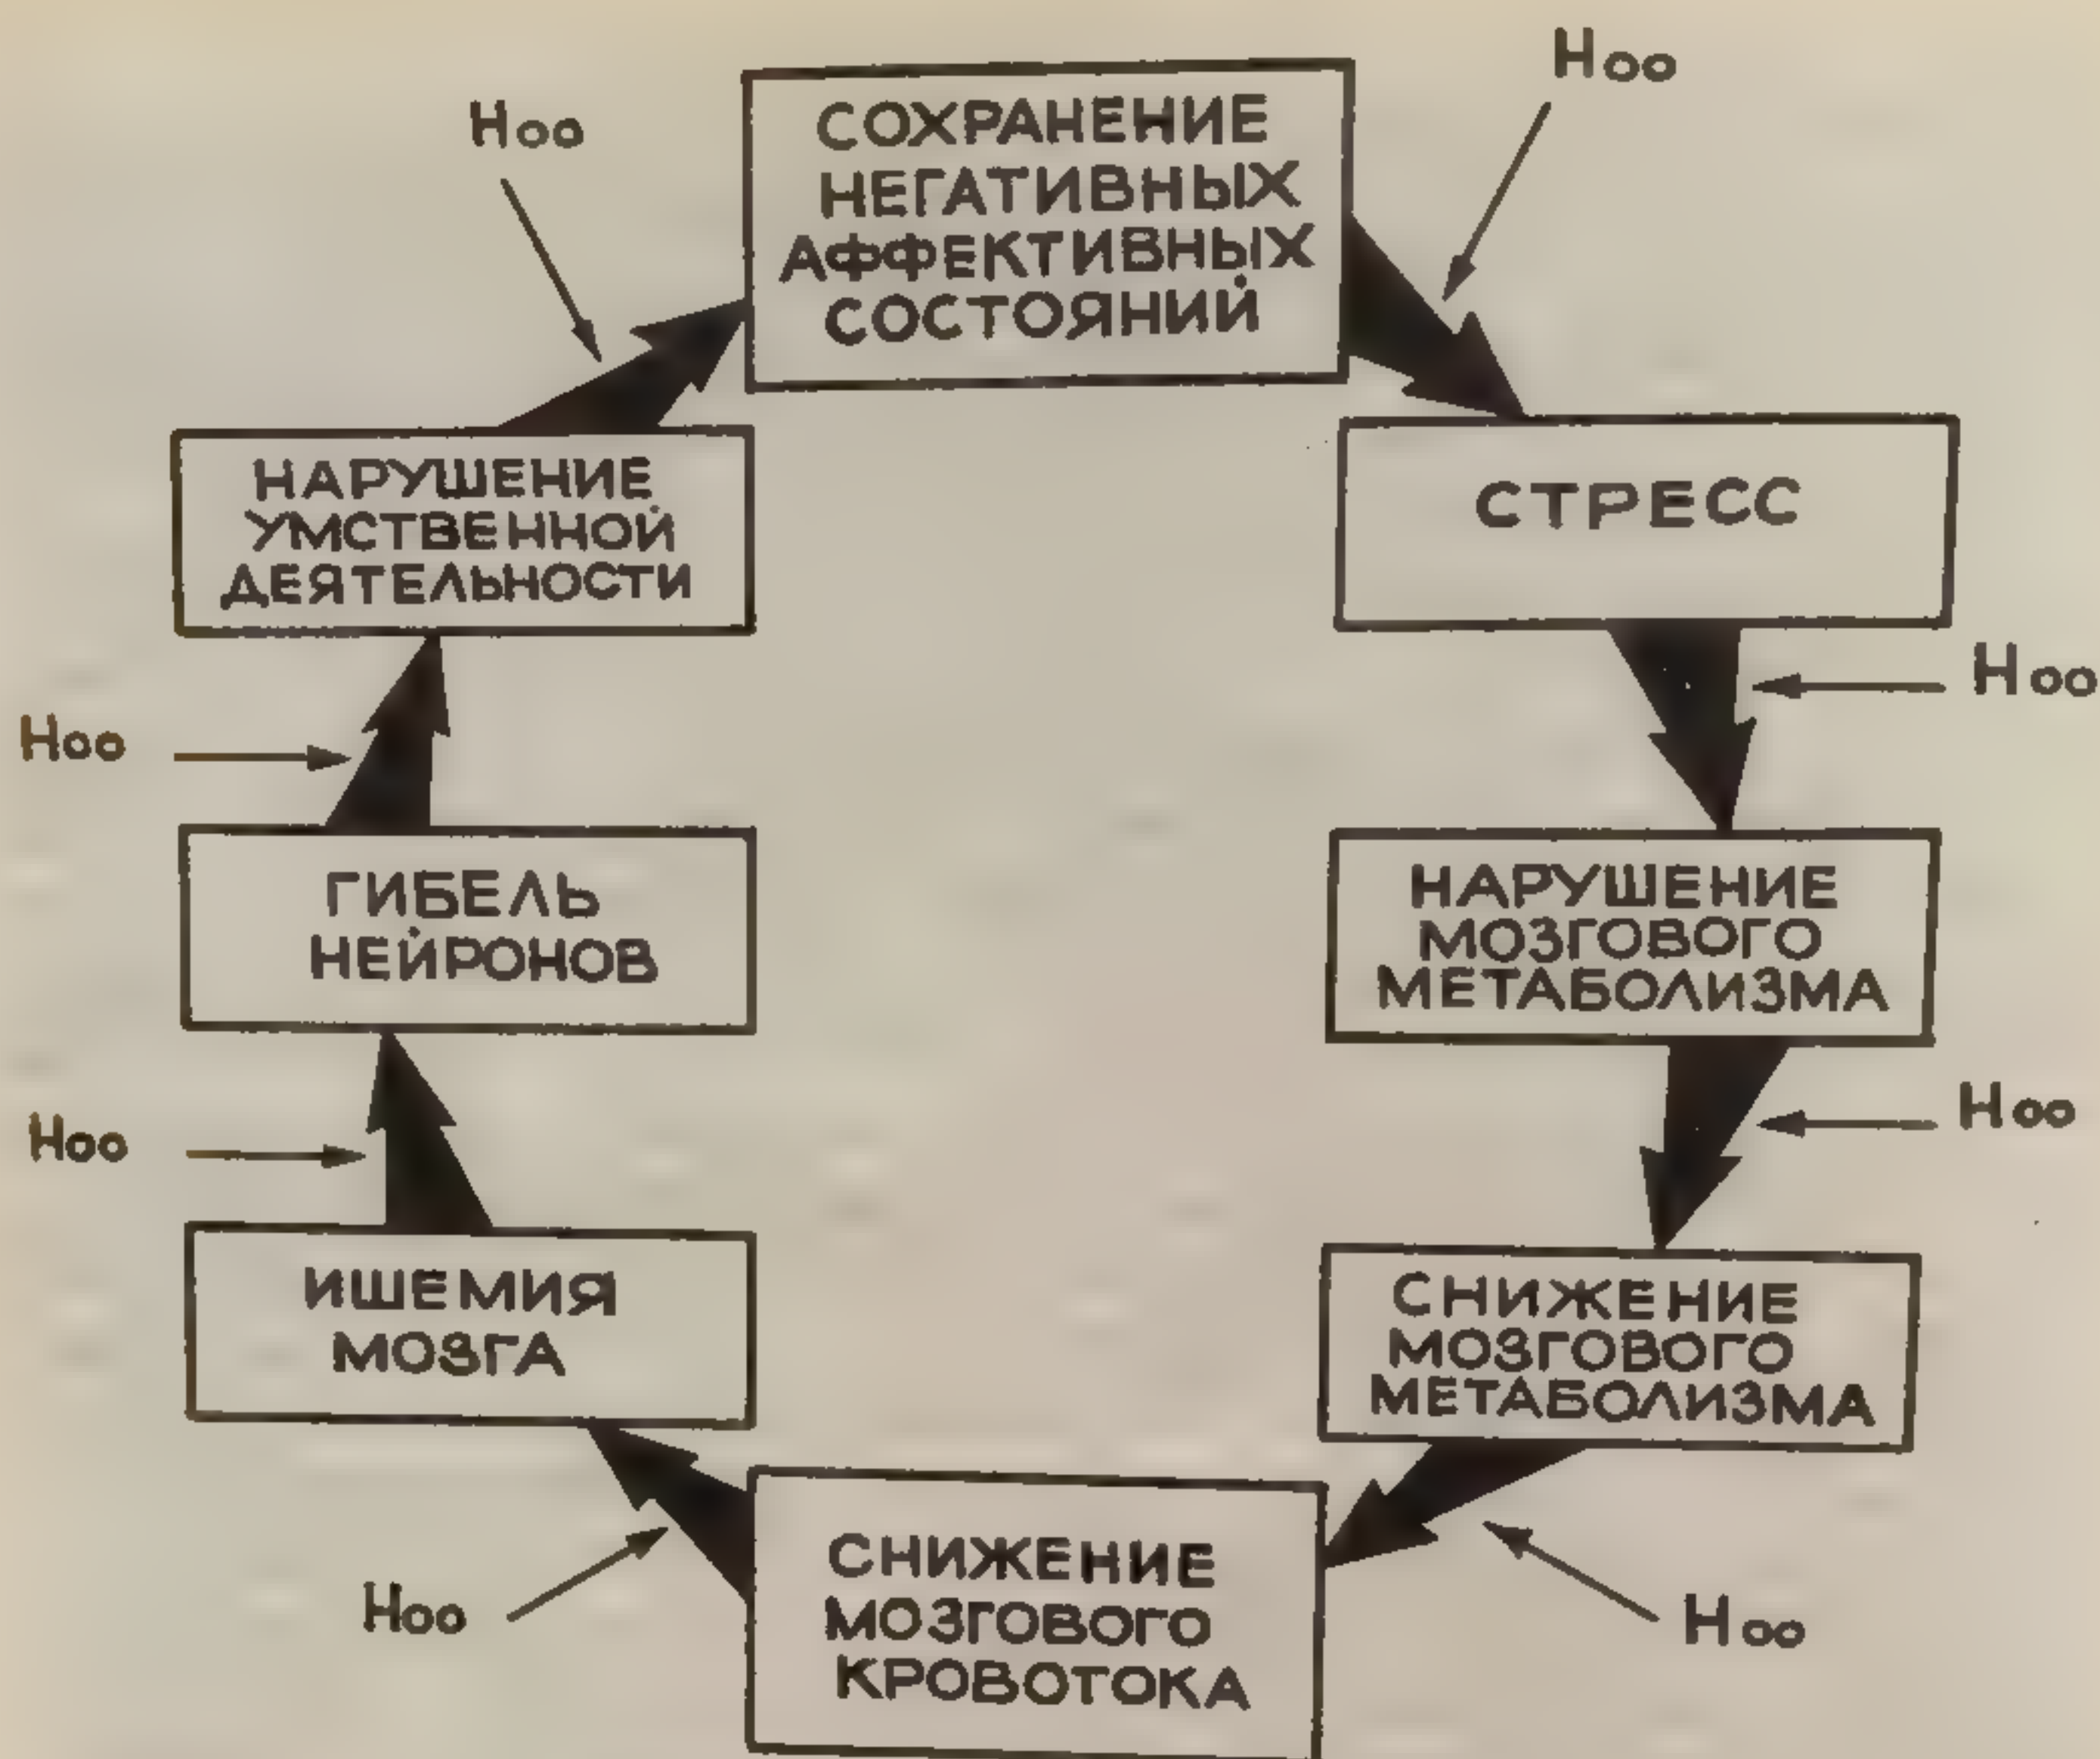 Ноо
Ноо
СОХРАНЕНИЕ
НЕГАТИВНЫХ
АФФЕКТИВНЫХ
СОСТОЯНИЙ
НАРУШЕНИЕ
УМСТВЕННОЙ
ДЕЯТЕЛЬНОСТИ
СТРЕСС
Ноо
Ноо
ГИБЕЛЬ
НЕЙРОНОВ
НАРУШЕНИЕ
МОЗГОВОГО
МЕТАБОЛИЗМА
Ноо
Ноо
ИШЕМИЯ
МОЗГА
СНИЖЕНИЕ
МОЗГОВОГО
МЕТАБОЛИЗМА
СНИЖЕНИЕ
МОЗГОВОГО
КРОВОТОКА
Ноо
Ноо